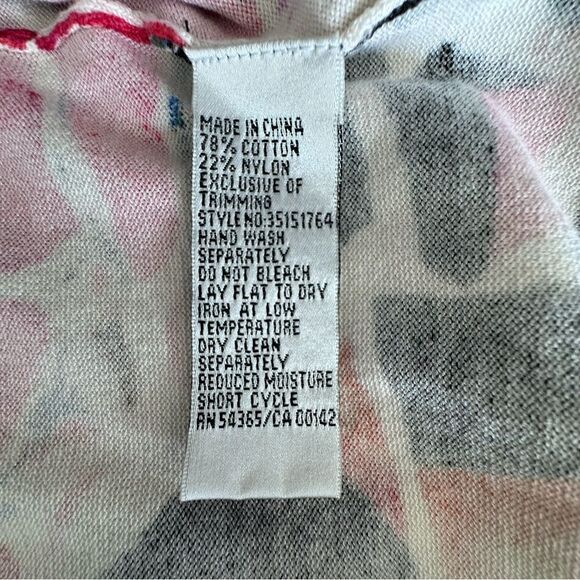 MADE IN CHINA
78% COTTON
22% NYLON
EXCLUSIVE OF
TRIMMING
STYLE NO:35151764
HAND WASH
SEPARATELY
DO NOT BLEACH
LAY FLAT TO DRY
IRON AT LOW
TEMPERATURE
DRY CLEAN
SEPARATELY
REDUCED MOISTURE
SHORT CYCLE
RN 54365/CA 00142